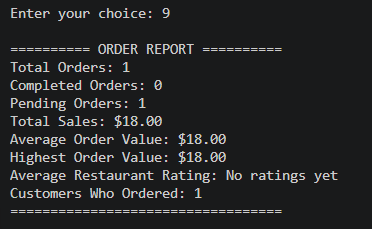 Enter your choice: 9
========== ORDER REPORT ==========
Total Orders: 1
Completed Orders: 0
Pending Orders: 1
Total Sales: $18.00
Average Order Value: $18.00
Highest Order Value: $18.00
Average Restaurant Rating: No ratings yet
Customers Who Ordered: 1
==================================